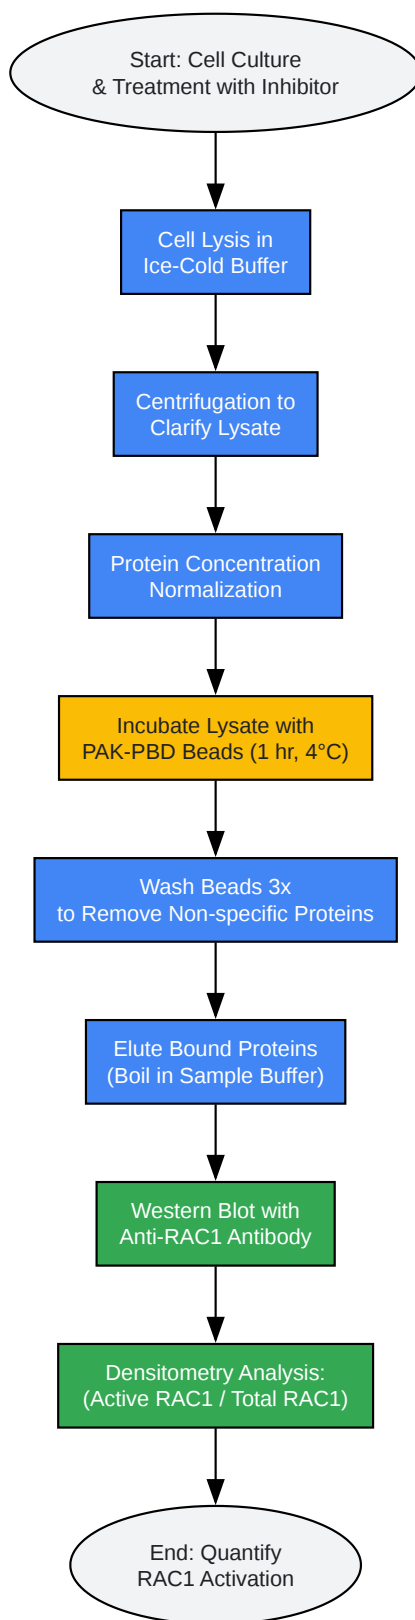 Start: Cell Culture
& Treatment with Inhibitor
Cell Lysis in
Ice-Cold Buffer
Centrifugation to
Clarify Lysate
Protein Concentration
Normalization
Incubate Lysate with
PAK-PBD Beads (1 hr, 4°C)
Wash Beads 3x
to Remove Non-specific Proteins
Elute Bound Proteins
(Boil in Sample Buffer)
Western Blot with
Anti-RAC1 Antibody
Densitometry Analysis:
(Active RAC1 / Total RAC1)
End: Quantify
RAC1 Activation